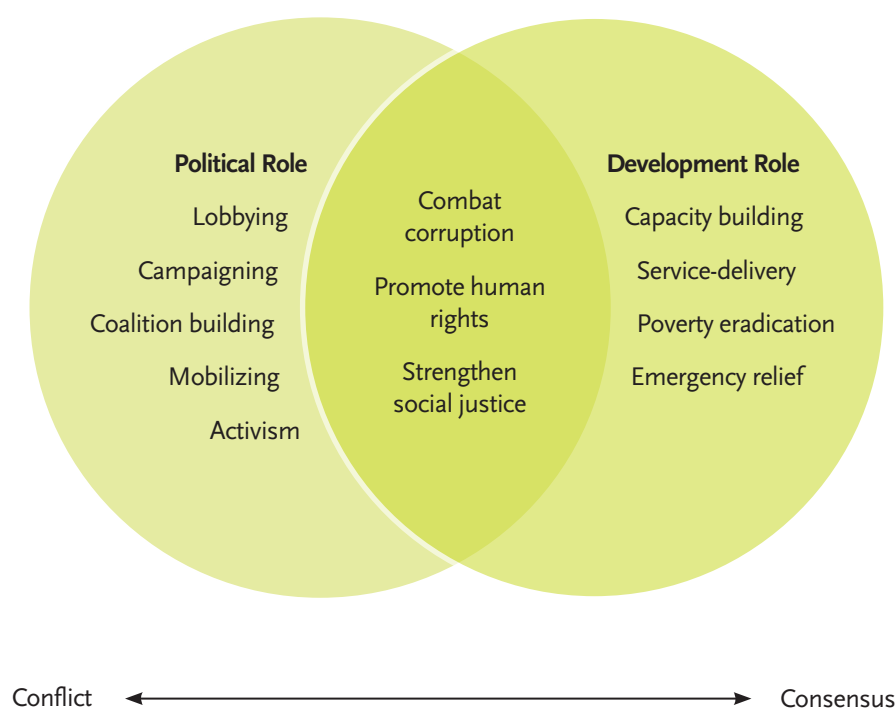 Political Role
Lobbying
Campaigning
Coalition building
Mobilizing
Activism
Combat
corruption
Promote human
rights
Strengthen
social justice
Development Role
Capacity building
Service-delivery
Poverty eradication
Emergency relief
Conflict
Consensus